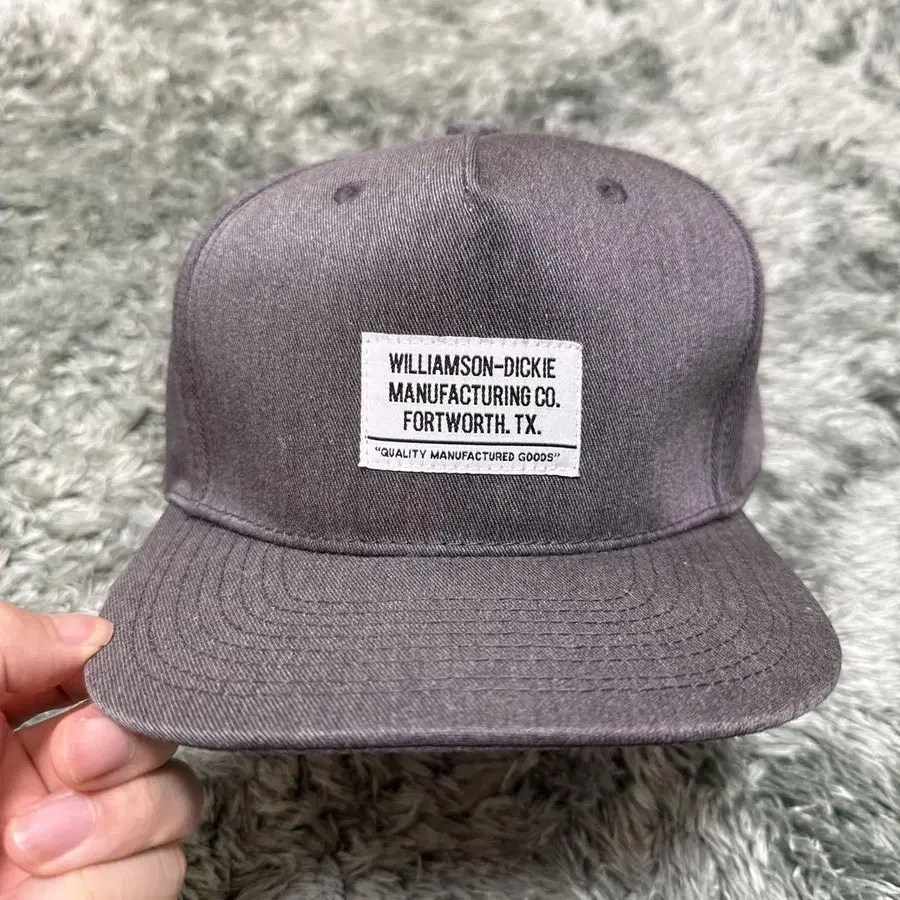 WILLIAMSON-DICKIE
MANUFACTURING CO.
FORTWORTH. TX.
"QUALITY MANUFACTURED GOODS"